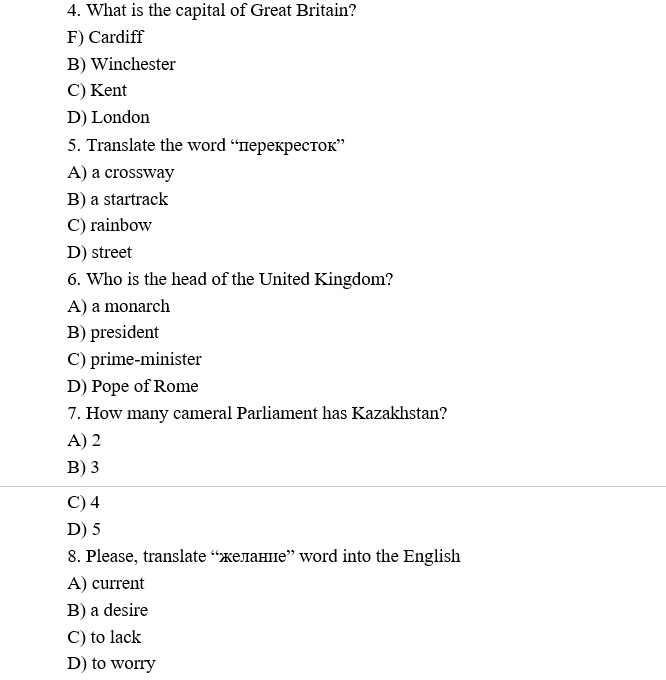 4. What is the capital of Great Britain?
F) Cardiff
B) Winchester
C) Kent
D) London
5. Translate the word “перекресток”
A) a crossway
B) a startrack
C) rainbow
D) street
6. Who is the head of the United Kingdom?
A) a monarch
B) president
C) prime-minister
D) Pope of Rome
7. How many cameral Parliament has Kazakhstan?
A) 2
B) 3
C) 4
D) 5
8. Please, translate “желание” word into the English
A) current
B) a desire
C) to lack
D) to worry